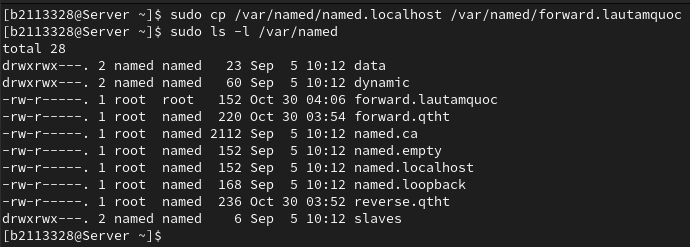 [b2113328@Server ~]$ sudo cp /var/named/named.localhost /var/named/forward.lautamquoc
[b2113328@Server ~]$ sudo ls -l /var/named
total 28
drwxrwx---. 2 named named   23 Sep  5 10:12 data
drwxrwx---. 2 named named   60 Sep  5 10:12 dynamic
-rw-r-----. 1 root  root   152 Oct 30 04:06 forward.lautamquoc
-rw-r-----. 1 root  named  220 Oct 30 03:54 forward.qtht
-rw-r-----. 1 root  named 2112 Sep  5 10:12 named.ca
-rw-r-----. 1 root  named  152 Sep  5 10:12 named.empty
-rw-r-----. 1 root  named  152 Sep  5 10:12 named.localhost
-rw-r-----. 1 root  named  168 Sep  5 10:12 named.loopback
-rw-r-----. 1 root  named  236 Oct 30 03:52 reverse.qtht
drwxrwx---. 2 named named    6 Sep  5 10:12 slaves
[b2113328@Server ~]$